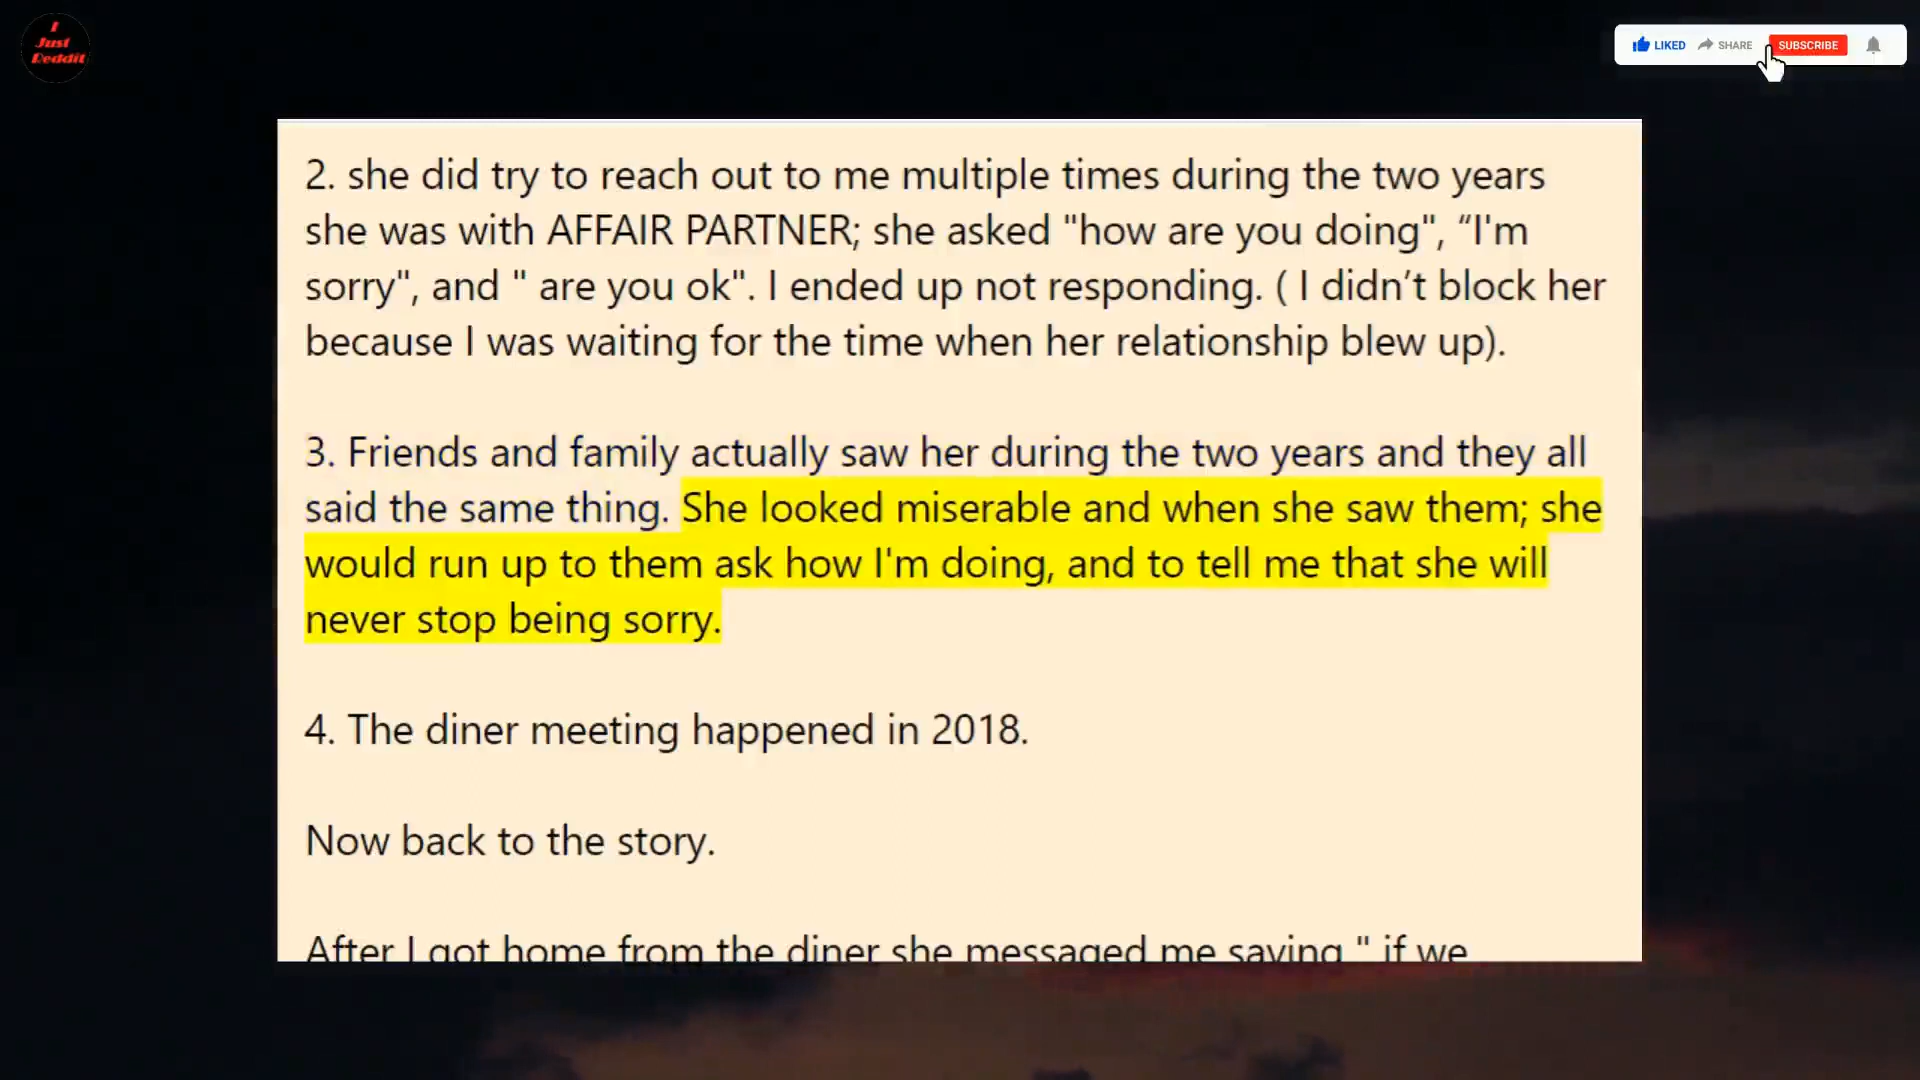 I
Just
Reddit
LIKED SHARE SUBSCRIBE
2. she did try to reach out to me multiple times during the two years
she was with AFFAIR PARTNER; she asked "how are you doing", “I'm
sorry", and " are you ok". I ended up not responding. ( I didn’t block her
because I was waiting for the time when her relationship blew up).
3. Friends and family actually saw her during the two years and they all
said the same thing. She looked miserable and when she saw them; she
would run up to them ask how I'm doing, and to tell me that she will
never stop being sorry.
4. The diner meeting happened in 2018.
Now back to the story.
After I got home from the diner she messaged me saying " if we